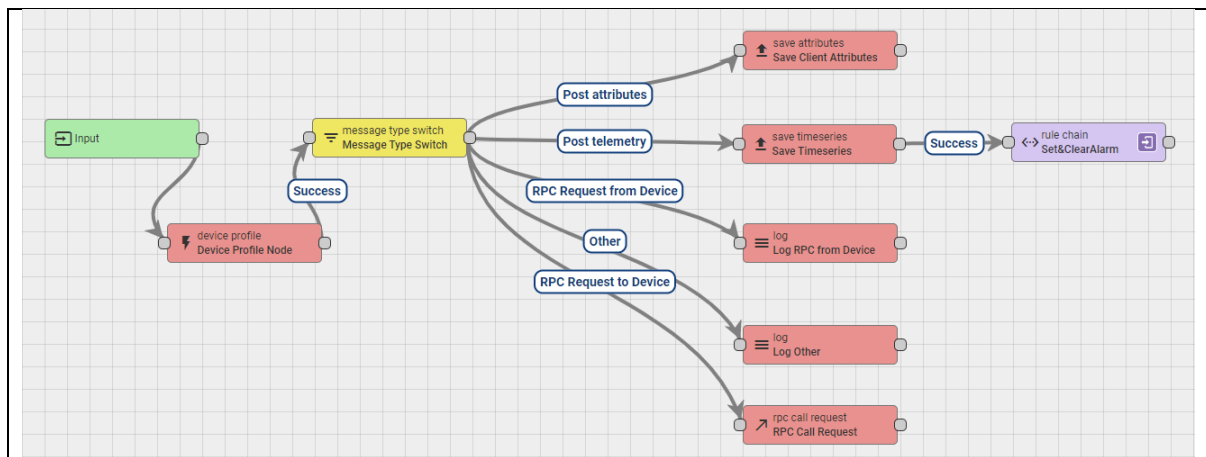 Input
device profile
Device Profile Node
Success
message type switch
Message Type Switch
Post attributes
Post telemetry
RPC Request from Device
Other
RPC Request to Device
save attributes
Save Client Attributes
save timeseries
Save Timeseries
Success
rule chain
Set&ClearAlarm
log
Log RPC from Device
log
Log Other
rpc call request
RPC Call Request